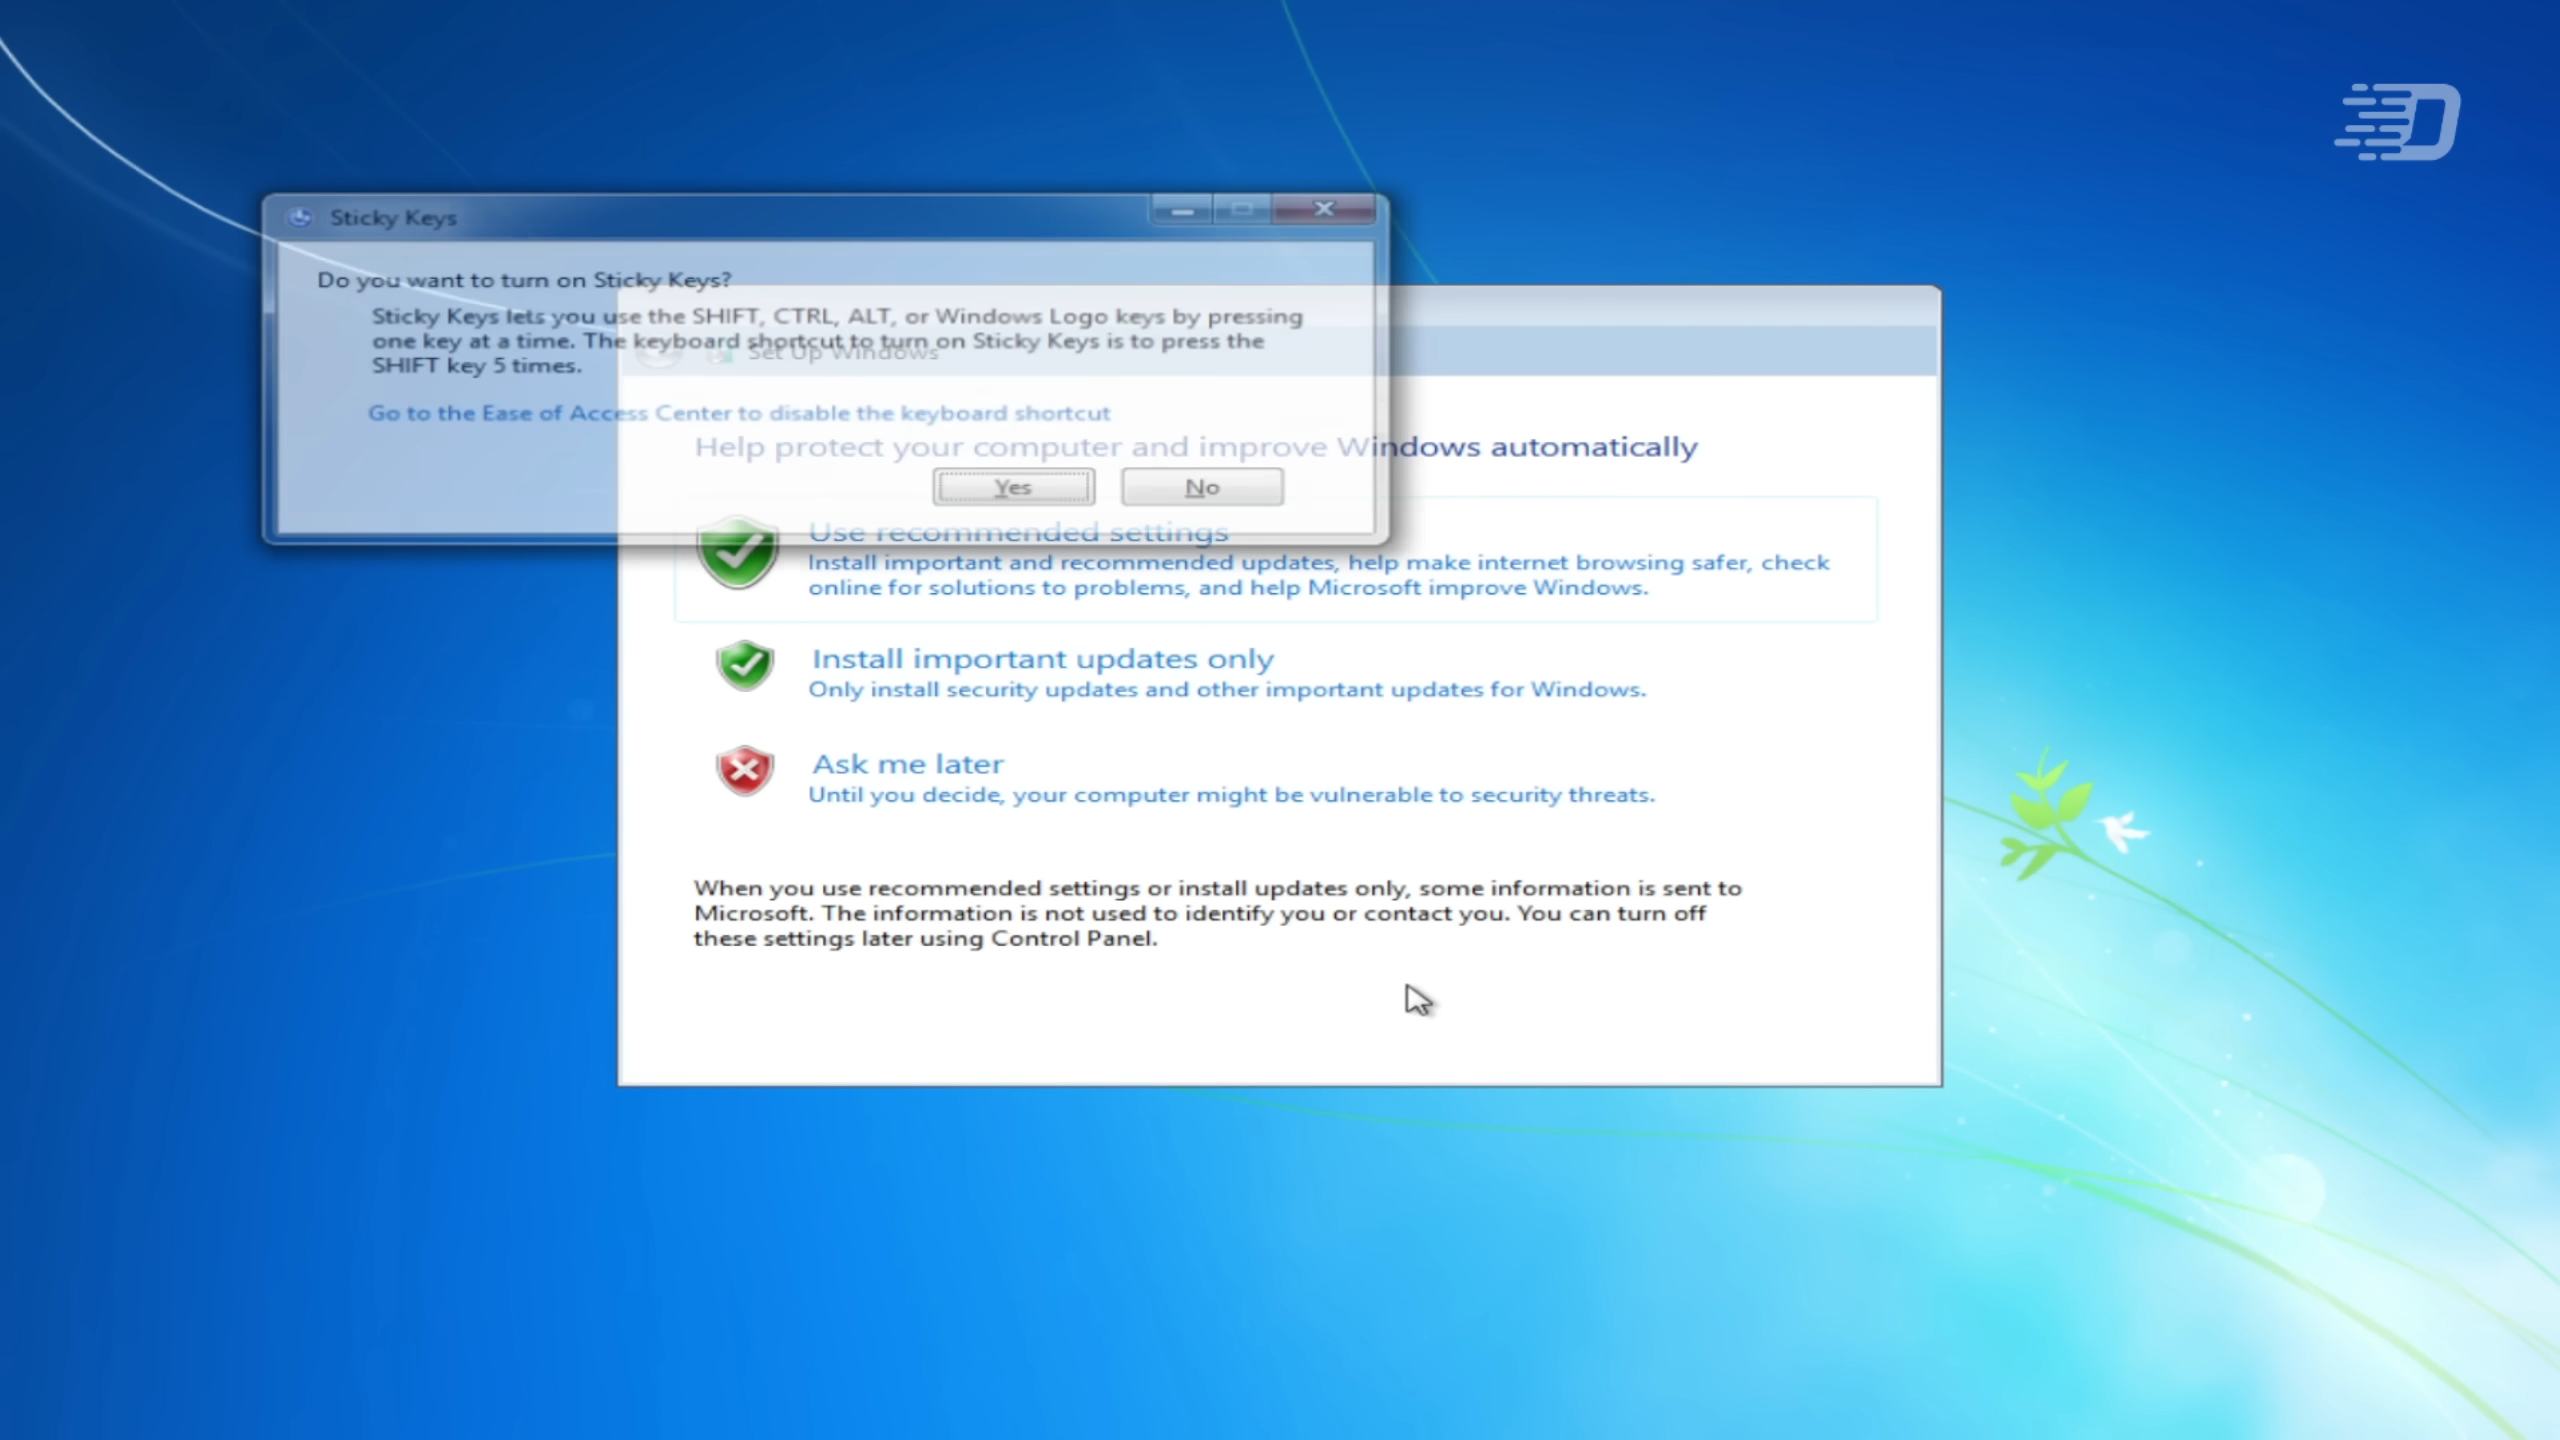 Sticky Keys
Do you want to turn on Sticky Keys?
Sticky Keys lets you use the SHIFT, CTRL, ALT, or Windows Logo keys by pressing
one key at a time. The keyboard shortcut to turn on Sticky Keys is to press the
SHIFT key 5 times.
Go to the Ease of Access Center to disable the keyboard shortcut
Yes
No
Set Up Windows
Help protect your computer and improve Windows automatically
Use recommended settings
Install important and recommended updates, help make internet browsing safer, check
online for solutions to problems, and help Microsoft improve Windows.
Install important updates only
Only install security updates and other important updates for Windows.
Ask me later
Until you decide, your computer might be vulnerable to security threats.
When you use recommended settings or install updates only, some information is sent to
Microsoft. The information is not used to identify you or contact you. You can turn off
these settings later using Control Panel.
D